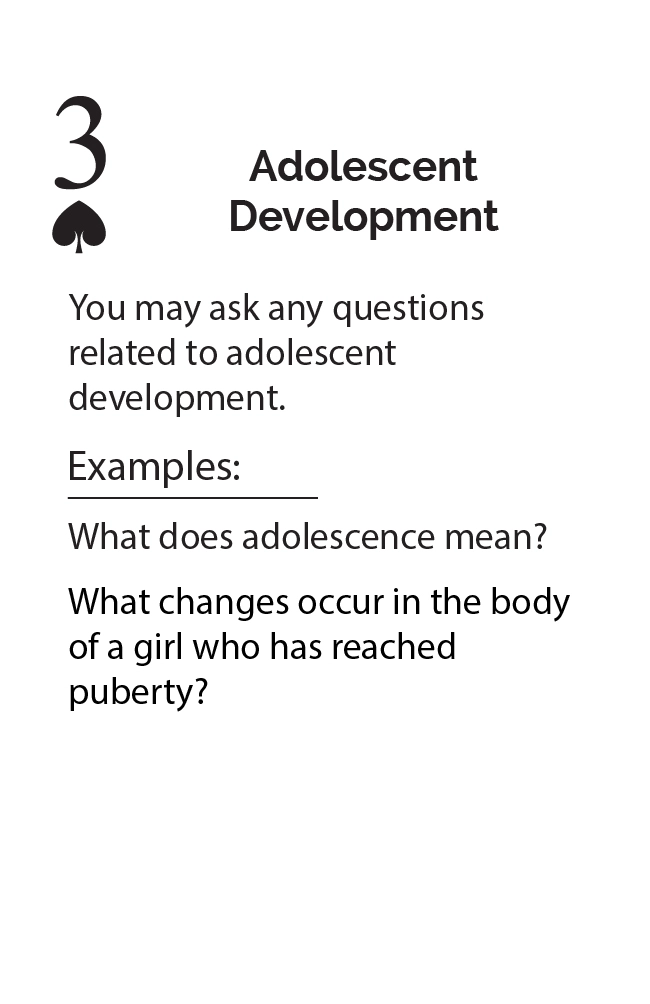 3
Adolescent
Development
You may ask any questions
related to adolescent
development.
Examples:
What does adolescence mean?
What changes occur in the body
of a girl who has reached
puberty?